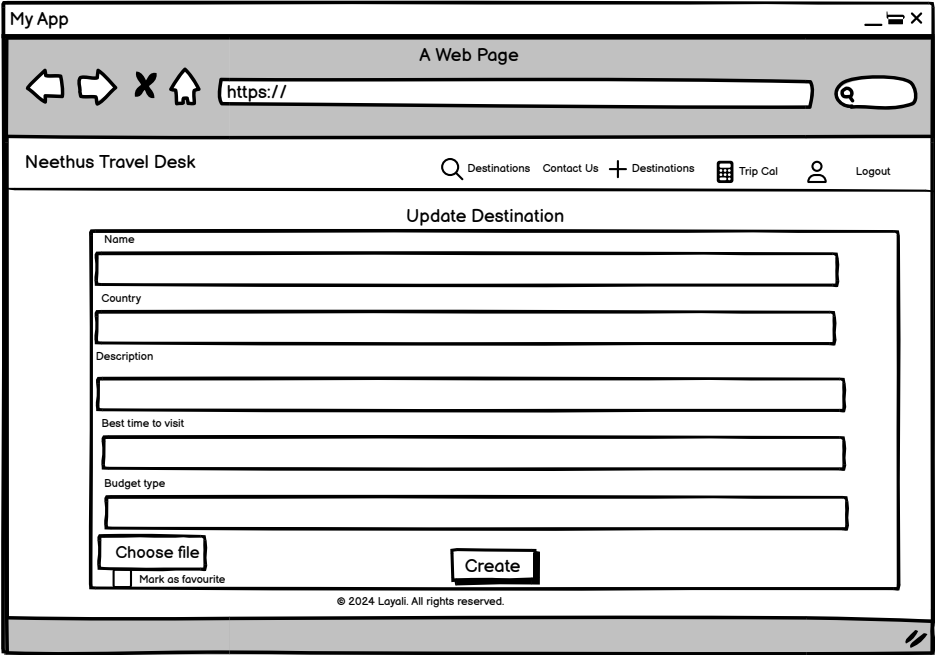 My App
A Web Page
https://
Neethus Travel Desk
Destinations Contact Us Destinations Trip Cal Logout
Update Destination
Name
Country
Description
Best time to visit
Budget type
Choose file
Create
Mark as favourite
© 2024 Layali. All rights reserved.